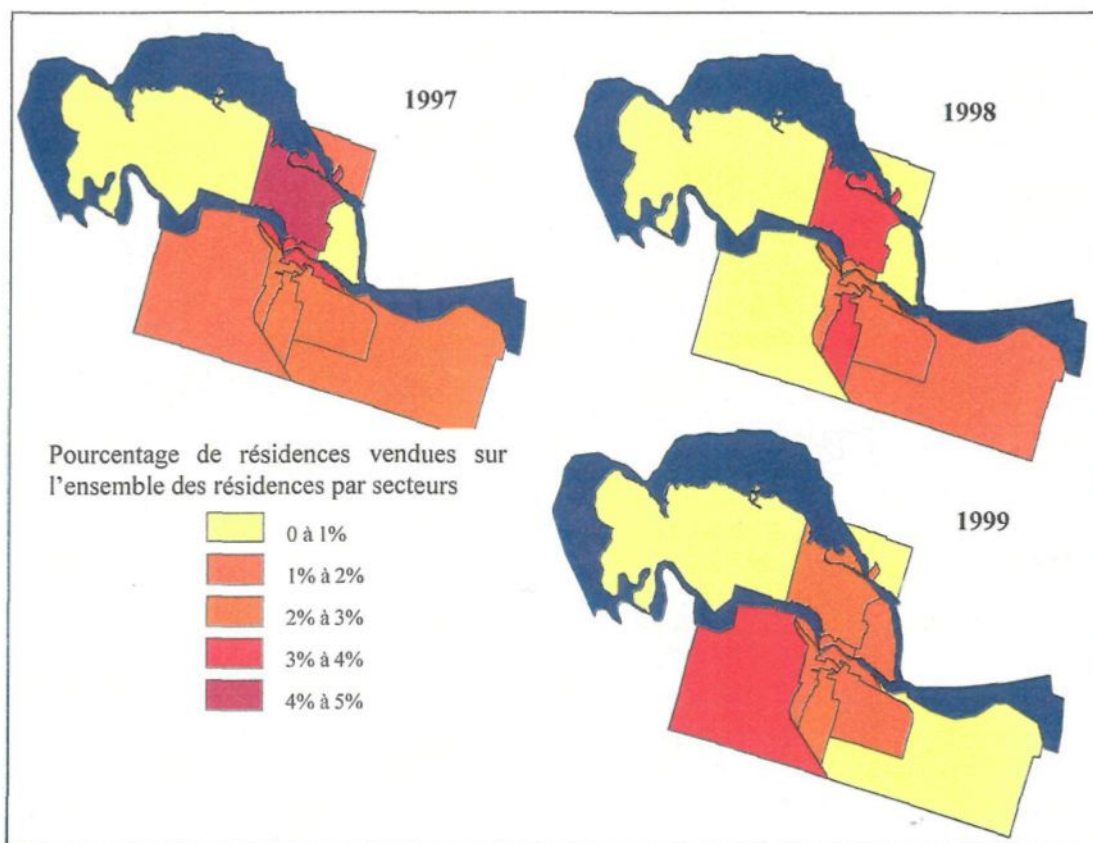 1997
1998
Pourcentage de résidences vendues sur
l'ensemble des résidences par secteurs
0 à 1%
1% à 2%
2% à 3%
3% à 4%
4% à 5%
1999